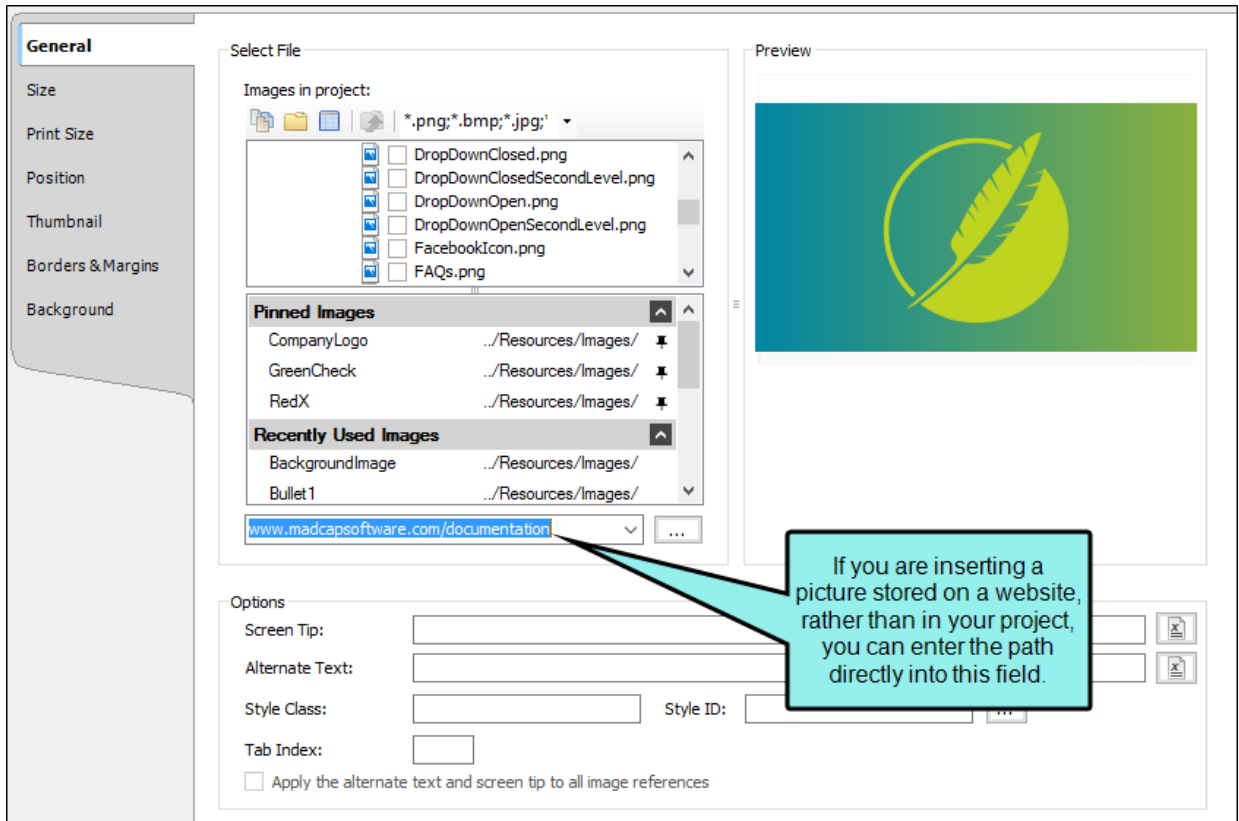 General
Size
Print Size
Position
Thumbnail
Borders & Margins
Background
Select File
Images in project:
*.png;*.bmp;*.jpg;*
DropDownClosed.png
DropDownClosedSecondLevel.png
DropDownOpen.png
DropDownOpenSecondLevel.png
FacebookIcon.png
FAQs.png
Pinned Images
CompanyLogo ../Resources/Images/
GreenCheck ../Resources/Images/
RedX ../Resources/Images/
Recently Used Images
BackgroundImage ../Resources/Images/
Bullet1 ../Resources/Images/
www.madcapsoftware.com/documentation
...
Preview
If you are inserting a
picture stored on a website,
rather than in your project,
you can enter the path
directly into this field.
Options
Screen Tip:
Alternate Text:
Style Class: Style ID: ...
Tab Index:
Apply the alternate text and screen tip to all image references